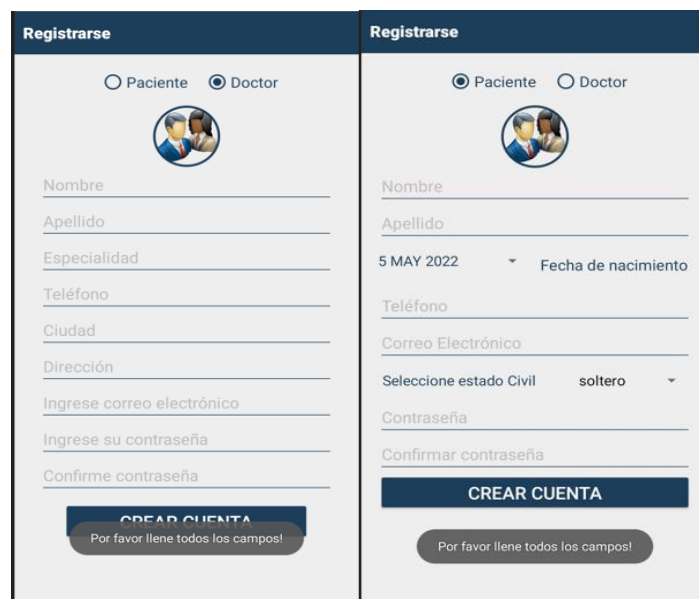 Registrarse
Paciente Doctor
Nombre
Apellido
Especialidad
Teléfono
Ciudad
Dirección
Ingrese correo electrónico
Ingrese su contraseña
Confirme contraseña
CREAR CUENTA
Por favor llene todos los campos!
Registrarse
Paciente Doctor
Nombre
Apellido
5 MAY 2022 Fecha de nacimiento
Teléfono
Correo Electrónico
Seleccione estado Civil soltero
Contraseña
Confirmar contraseña
CREAR CUENTA
Por favor llene todos los campos!